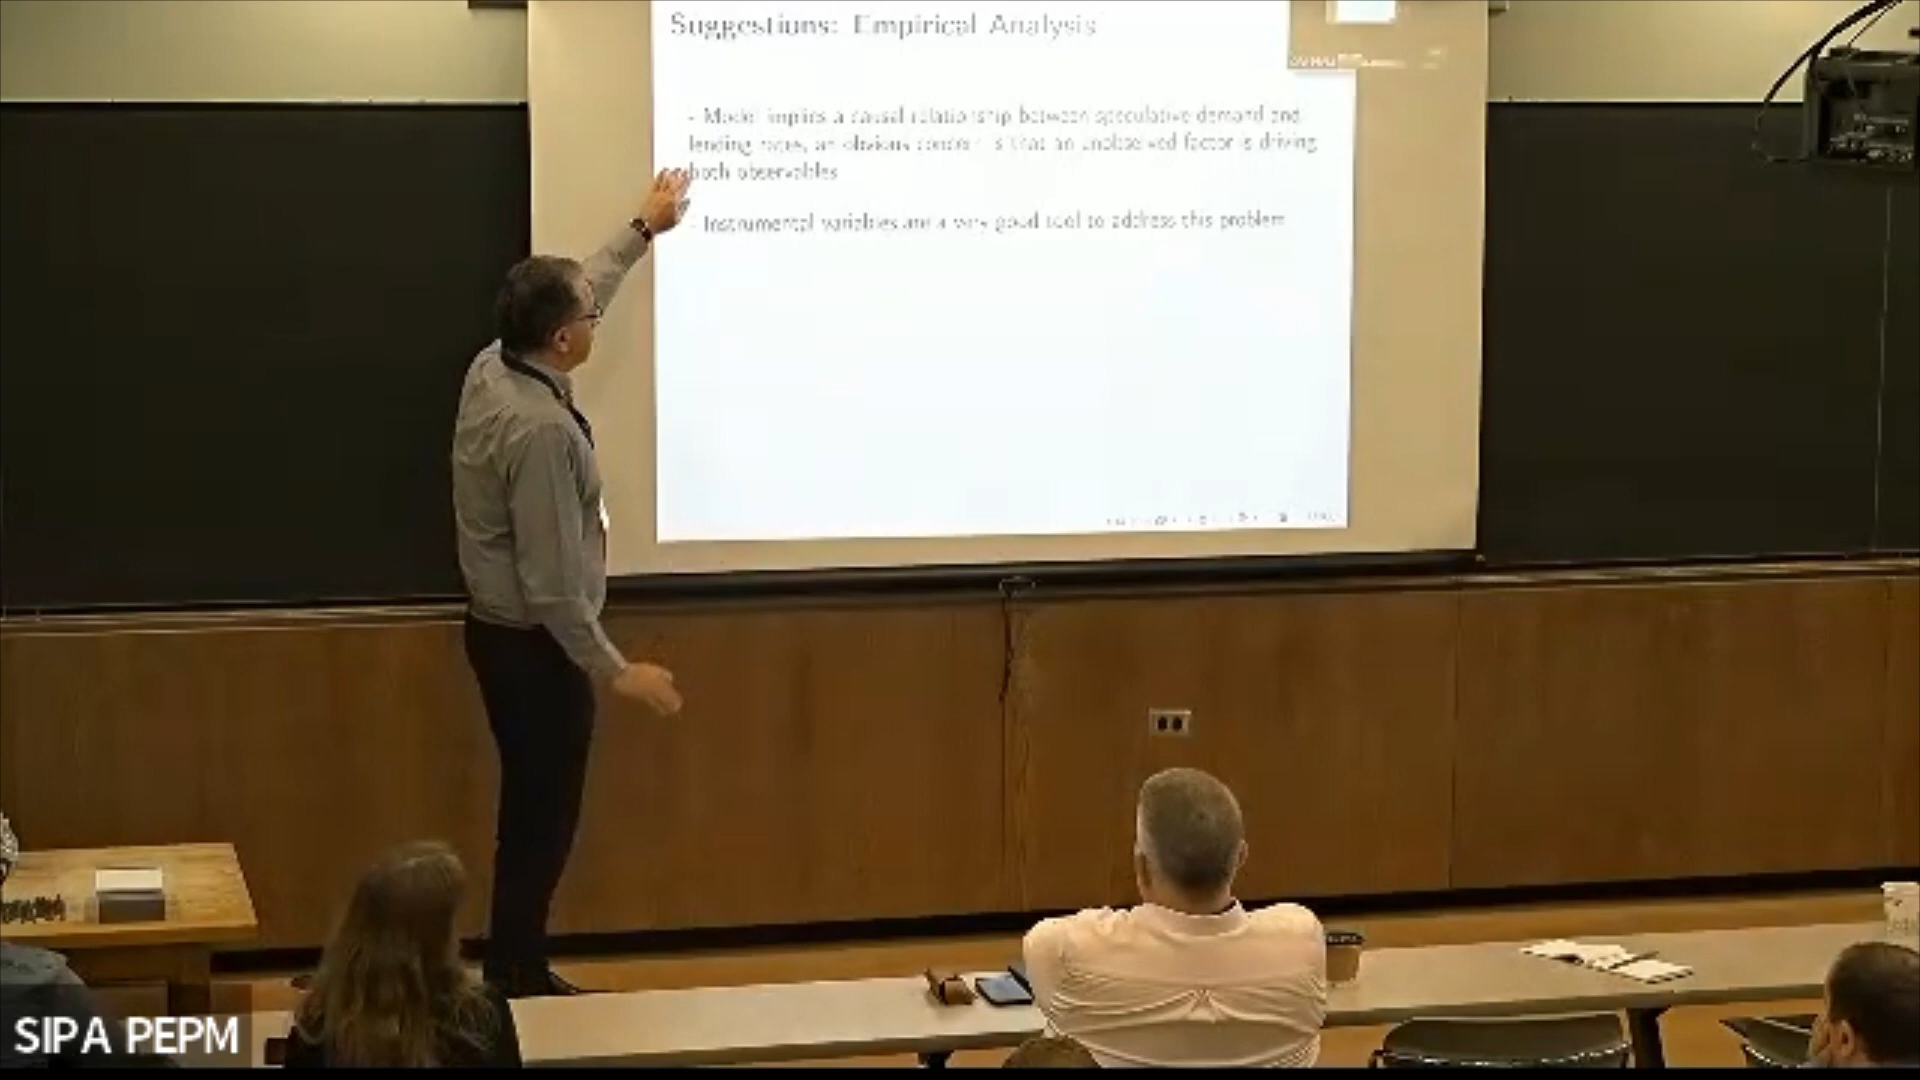 Suggestions: Empirical Analysis
- Model implies a causal relationship between speculative demand and
lending rates, an obvious concern is that an unobserved factor is driving
both observables
- Instrumental variables are a very good tool to address this problem
SIPA PEPM